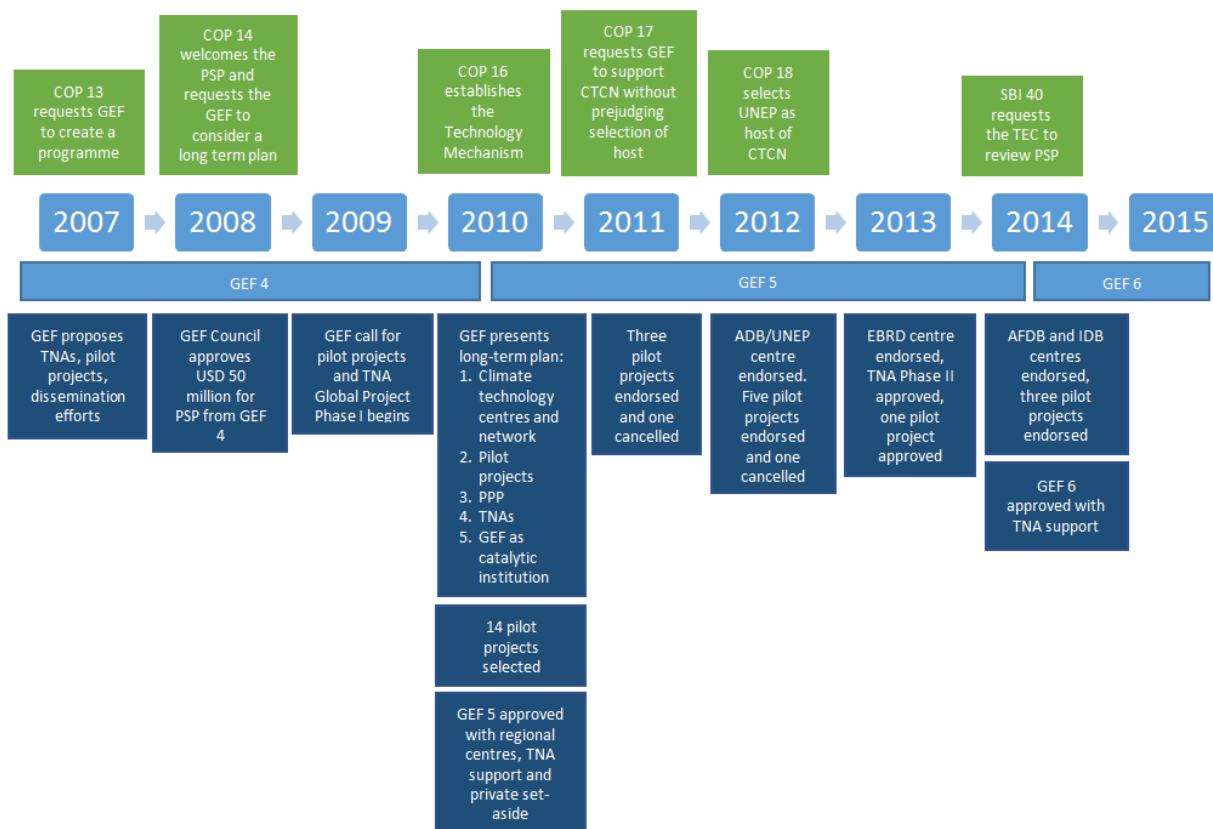 COP 13
requests GEF
to create a
programme
COP 14
welcomes the
PSP and
requests the
GEF to
consider a
long term plan
COP 16
establishes
the
Technology
Mechanism
COP 17
requests GEF
to support
CTCN without
prejudging
selection of
host
COP 18
selects
UNEP as
host of
CTCN
SBI 40
requests
the TEC to
review PSP
2007
2008
2009
2010
2011
2012
2013
2014
2015
GEF 4
GEF 5
GEF 6
GEF proposes
TNAs, pilot
projects,
dissemination
efforts
GEF Council
approves
USD 50
million for
PSP from GEF
4
GEF call for
pilot projects
and TNA
Global Project
Phase I begins
GEF presents
long-term plan:
1. Climate
technology
centres and
network
2. Pilot
projects
3. PPP
4. TNAs
5. GEF as
catalytic
institution
14 pilot
projects
selected
GEF 5 approved
with regional
centres, TNA
support and
private set-
aside
Three
pilot
projects
endorsed
and one
cancelled
ADB/UNEP
centre
endorsed.
Five pilot
projects
endorsed
and one
cancelled
EBRD centre
endorsed,
TNA Phase II
approved,
one pilot
project
approved
AFDB and IDB
centres
endorsed,
three pilot
projects
endorsed
GEF 6
approved with
TNA support